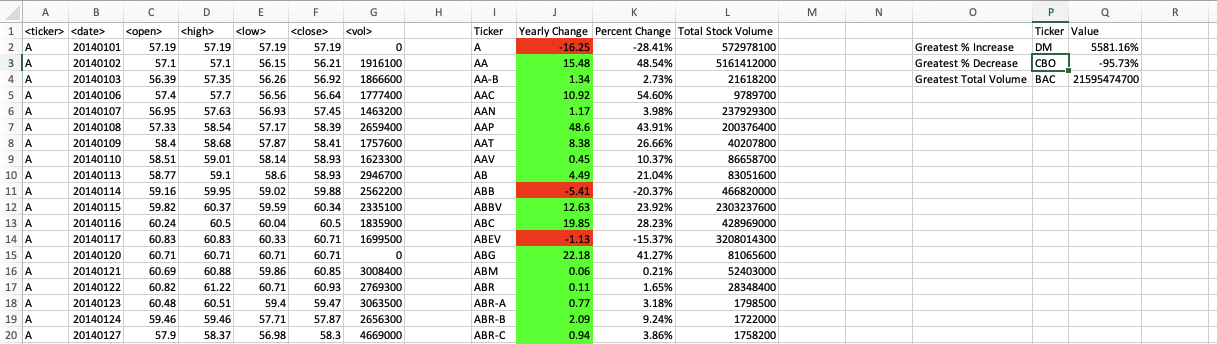 A B C D E F G H I J K L M N O P Q R
1 <ticker> <date> <open> <high> <low> <close> <vol> Ticker Yearly Change Percent Change Total Stock Volume Ticker Value
2 A 20140101 57.19 57.19 57.19 57.19 0 A -16.25 -28.41% 572978100 Greatest % Increase DM 5581.16%
3 A 20140102 57.1 57.1 56.15 56.21 1916100 AA 15.48 48.54% 5161412000 Greatest % Decrease CBO -95.73%
4 A 20140103 56.39 57.35 56.26 56.92 1866600 AA-B 1.34 2.73% 21618200 Greatest Total Volume BAC 21595474700
5 A 20140106 57.4 57.7 56.56 56.64 1777400 AAC 10.92 54.60% 9789700
6 A 20140107 56.95 57.63 56.93 57.45 1463200 AAN 1.17 3.98% 237929300
7 A 20140108 57.33 58.54 57.17 58.39 2659400 AAP 48.6 43.91% 200376400
8 A 20140109 58.4 58.68 57.87 58.41 1757600 AAT 8.38 26.66% 40207800
9 A 20140110 58.51 59.01 58.14 58.93 1623300 AAV 0.45 10.37% 86658700
10 A 20140113 58.77 59.1 58.6 58.93 2946700 AB 4.49 21.04% 83051600
11 A 20140114 59.16 59.95 59.02 59.88 2562200 ABB -5.41 -20.37% 466820000
12 A 20140115 59.82 60.37 59.59 60.34 2335100 ABBV 12.63 23.92% 2303237600
13 A 20140116 60.24 60.5 60.04 60.5 1835900 ABC 19.85 28.23% 428969000
14 A 20140117 60.83 60.83 60.33 60.71 1699500 ABEV -1.13 -15.37% 3208014300
15 A 20140120 60.71 60.71 60.71 60.71 0 ABG 22.18 41.27% 81065600
16 A 20140121 60.69 60.88 59.86 60.85 3008400 ABM 0.06 0.21% 52403000
17 A 20140122 60.82 61.22 60.71 60.93 2769300 ABR 0.11 1.65% 28348400
18 A 20140123 60.48 60.51 59.4 59.47 3063500 ABR-A 0.77 3.18% 1798500
19 A 20140124 59.46 59.46 57.71 57.87 2656300 ABR-B 2.09 9.24% 1722000
20 A 20140127 57.9 58.37 56.98 58.3 4669000 ABR-C 0.94 3.86% 1758200